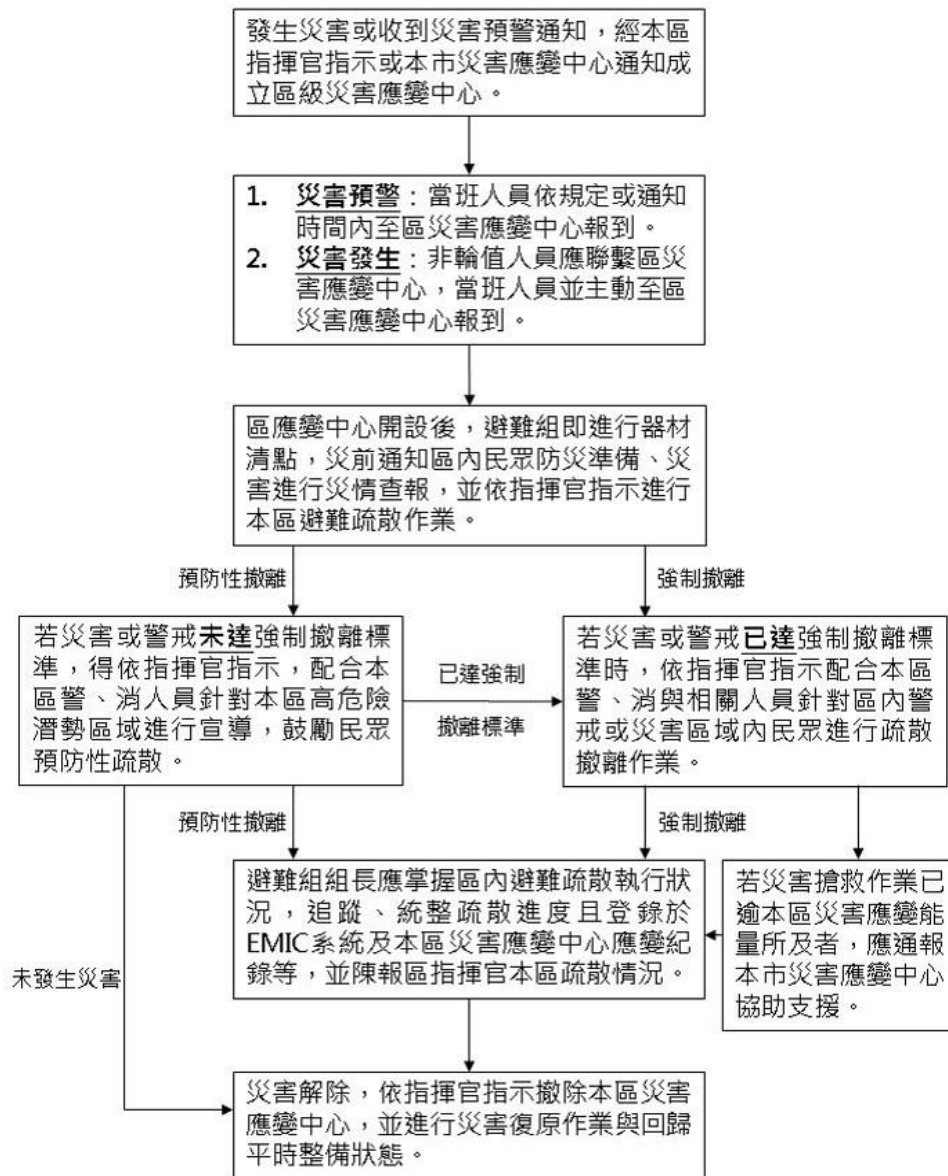 發生災害或收到災害預警通知，經本區
指揮官指示或本市災害應變中心通知成
立區級災害應變中心。
1. 災害預警：當班人員依規定或通知
時間內至區災害應變中心報到。
2. 災害發生：非輪值人員應聯繫區災
害應變中心，當班人員並主動至區
災害應變中心報到。
區應變中心開設後，避難組即進行器材
清點，災前通知區內民眾防災準備、災
害進行災情查報，並依指揮官指示進行
本區避難疏散作業。
預防性撤離
強制撤離
若災害或警戒未達強制撤離標
準，得依指揮官指示，配合本
區警、消人員針對本區高危險
潛勢區域進行宣導，鼓勵民眾
預防性疏散。
已達強制
撤離標準
若災害或警戒已達強制撤離標
準時，依指揮官指示配合本區
警、消與相關人員針對區內警
戒或災害區域內民眾進行疏散
撤離作業。
預防性撤離
強制撤離
避難組組長應掌握區內避難疏散執行狀
況，追蹤、統整疏散進度且登錄於
EMIC系統及本區災害應變中心應變紀
錄等，並陳報區指揮官本區疏散情況。
若災害搶救作業已
逾本區災害應變能
量所及者，應通報
本市災害應變中心
協助支援。
未發生災害
災害解除，依指揮官指示撤除本區災害
應變中心，並進行災害復原作業與回歸
平時整備狀態。